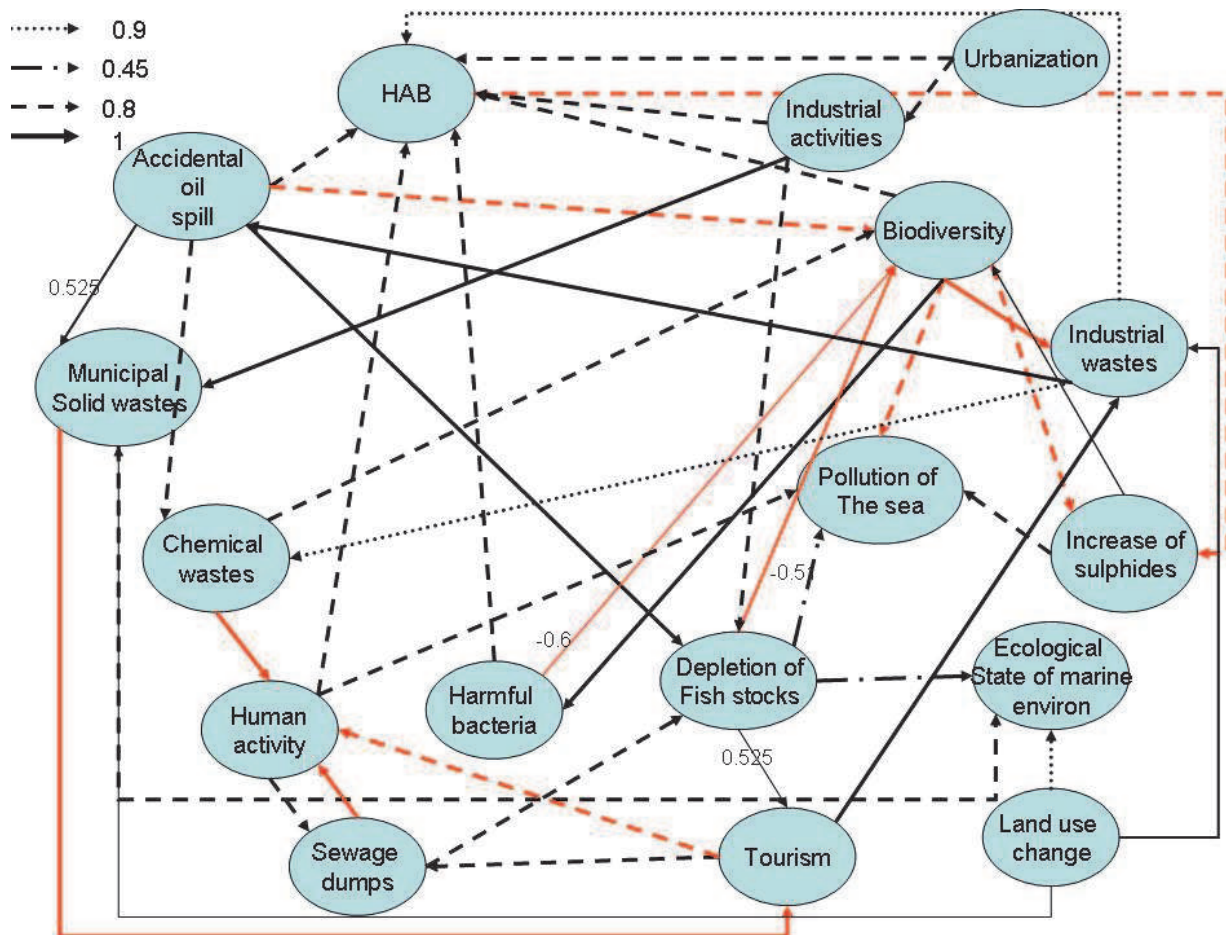 0.9
0.45
0.8
1
HAB
Urbanization
Industrial
activities
Accidental
oil
spill
Biodiversity
0.525
Municipal
Solid wastes
Industrial
wastes
Pollution of
The sea
Chemical
wastes
Increase of
sulphides
-0.51
-0.6
Ecological
State of marine
environ
Depletion of
Fish stocks
Harmful
bacteria
Human
activity
0.525
Land use
change
Sewage
dumps
Tourism